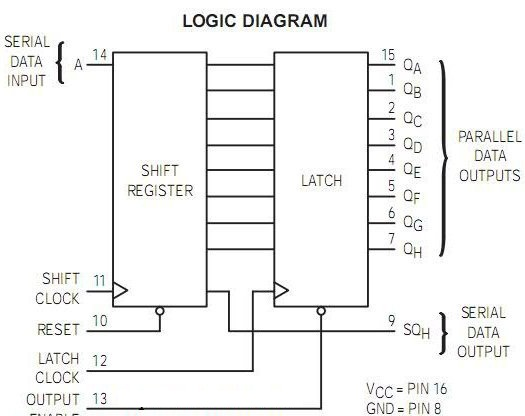 LOGIC DIAGRAM
SERIAL
DATA
INPUT
A
14
SHIFT
REGISTER
LATCH
15 QA
1 QB
2 QC
3 QD
4 QE
5 QF
6 QG
7 QH
PARALLEL
DATA
OUTPUTS
SHIFT
CLOCK
11
RESET
10
LATCH
CLOCK
12
OUTPUT
ENABLE
13
9 SQH
SERIAL
DATA
OUTPUT
VCC = PIN 16
GND = PIN 8